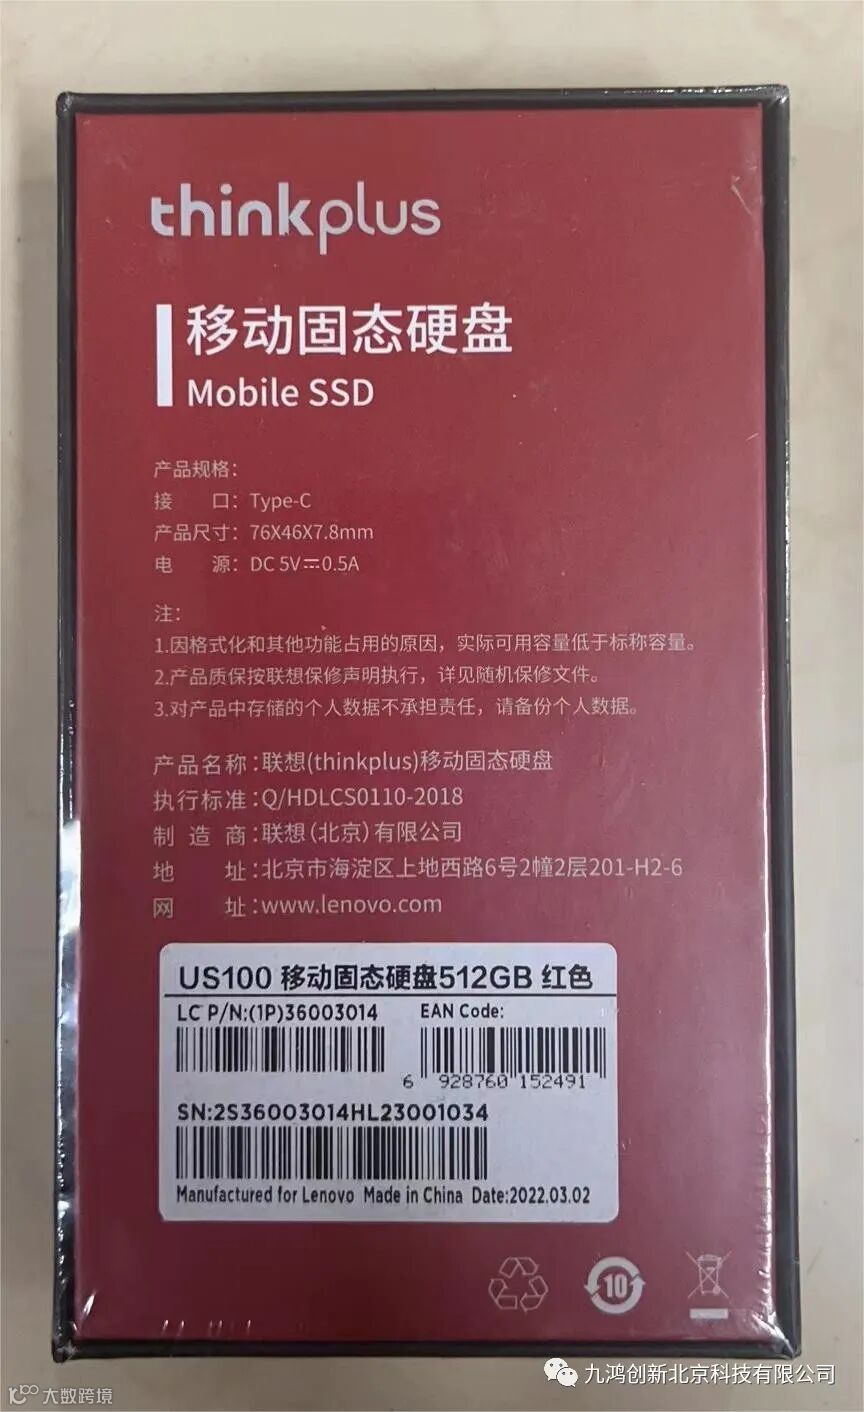 thinkplus
移动固态硬盘
Mobile SSD
产品规格：
接 口：Type-C
产品尺寸：76X46X7.8mm
电 源：DC 5V⎓0.5A
注：
1.因格式化和其他功能占用的原因，实际可用容量低于标称容量。
2.产品质保按联想保修声明执行，详见随机保修文件。
3.对产品中存储的个人数据不承担责任，请备份个人数据。
产品名称：联想(thinkplus)移动固态硬盘
执行标准：Q/HDLCS0110-2018
制 造 商：联想（北京）有限公司
地 址：北京市海淀区上地西路6号2幢2层201-H2-6
网 址：www.lenovo.com
US100 移动固态硬盘512GB 红色
LC P/N:(1P)36003014 EAN Code:
6 928760 152491
SN:2S36003014HL23001034
Manufactured for Lenovo Made in China Date:2022.03.02
10
九鸿创新北京科技有限公司
大数跨境